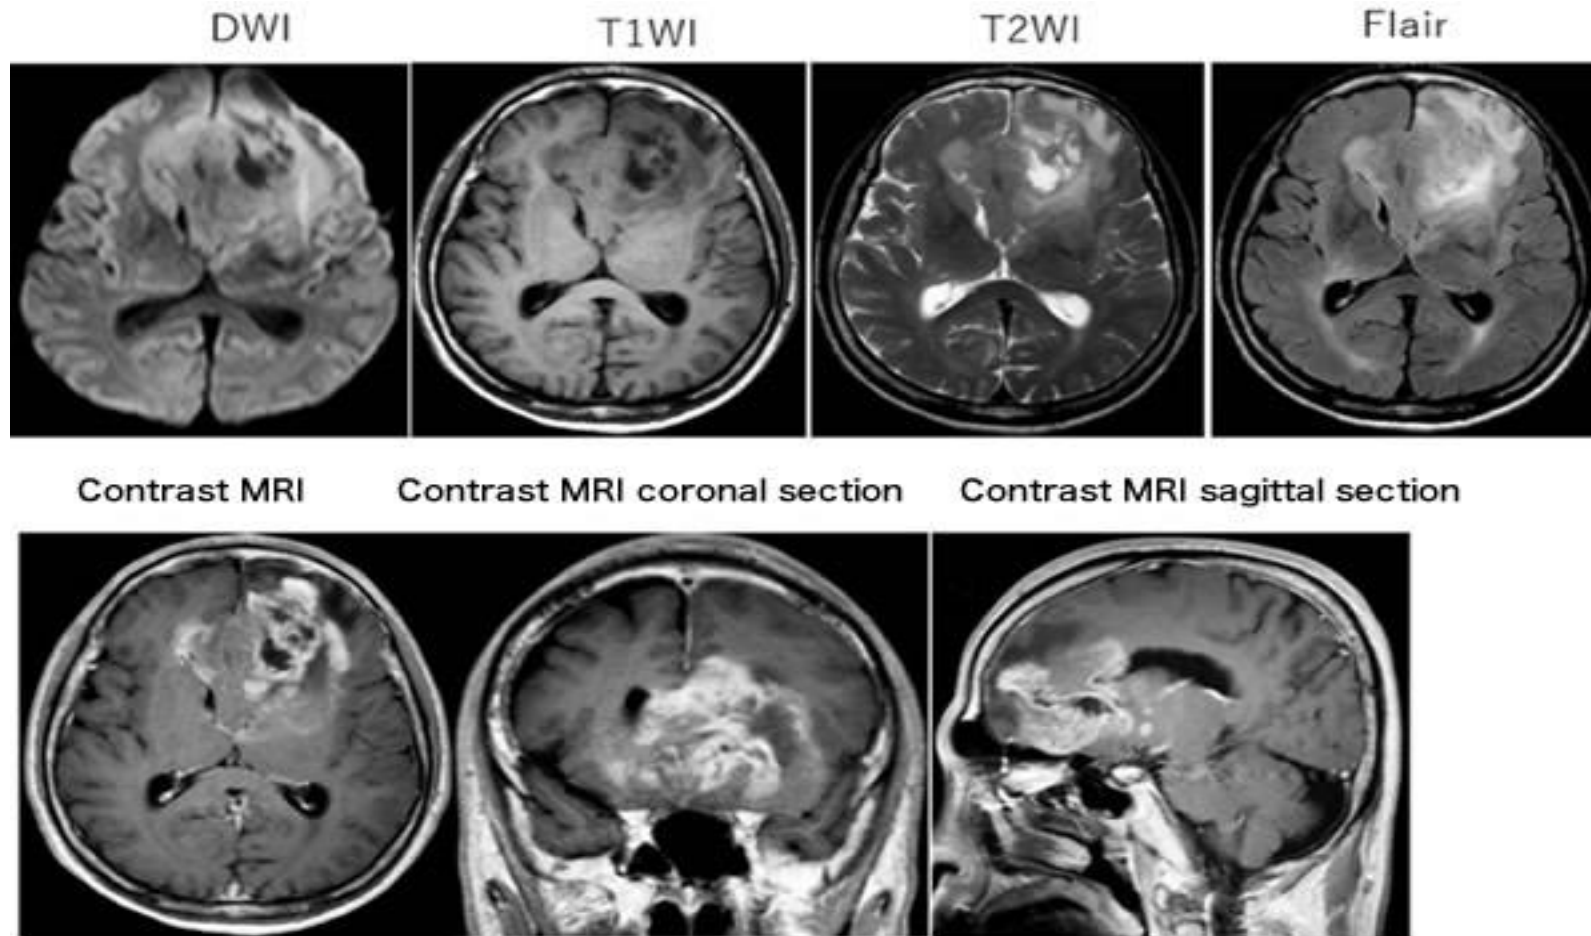 DWI
T1WI
T2WI
Flair
Contrast MRI
Contrast MRI coronal section
Contrast MRI sagittal section